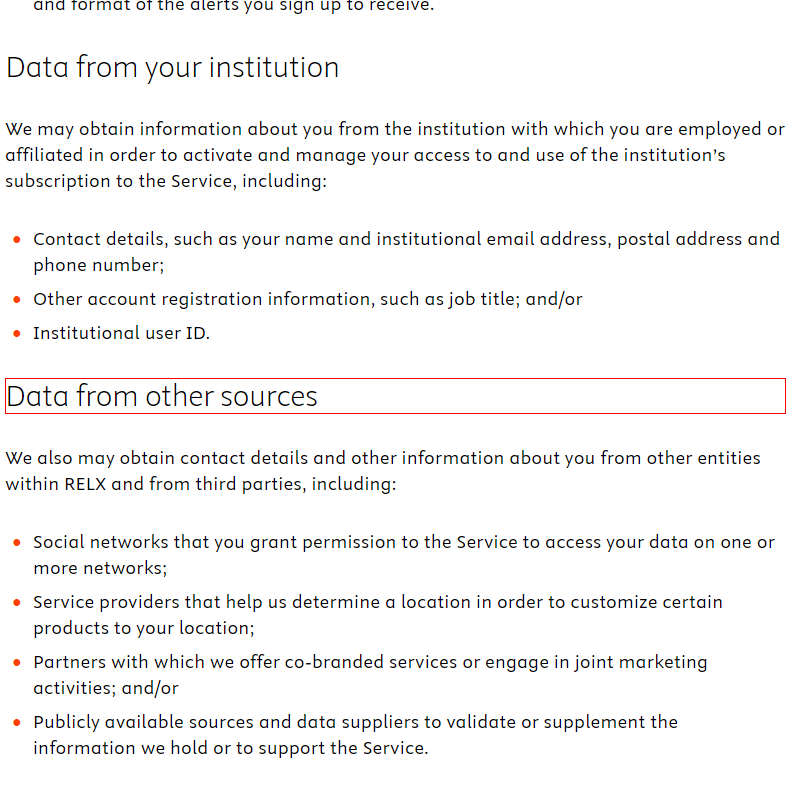 and format of the alerts you sign up to receive.
Data from your institution
We may obtain information about you from the institution with which you are employed or
affiliated in order to activate and manage your access to and use of the institution’s
subscription to the Service, including:
Contact details, such as your name and institutional email address, postal address and
phone number;
Other account registration information, such as job title; and/or
Institutional user ID.
Data from other sources
We also may obtain contact details and other information about you from other entities
within RELX and from third parties, including:
Social networks that you grant permission to the Service to access your data on one or
more networks;
Service providers that help us determine a location in order to customize certain
products to your location;
Partners with which we offer co-branded services or engage in joint marketing
activities; and/or
Publicly available sources and data suppliers to validate or supplement the
information we hold or to support the Service.